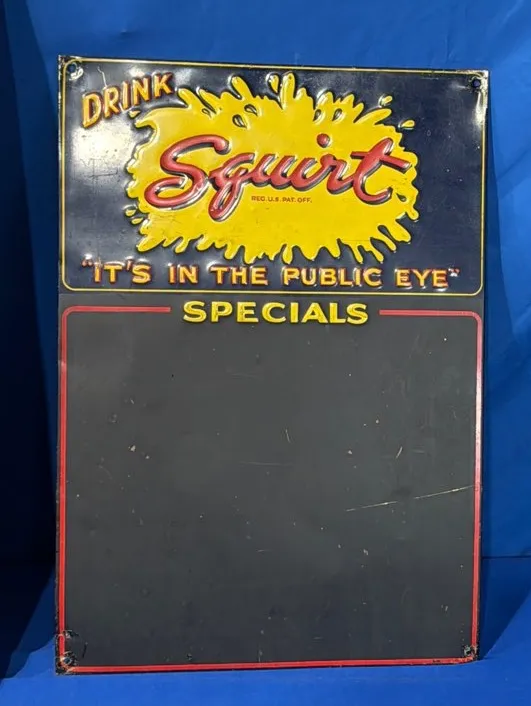 DRINK
Squirt
REG. U.S. PAT. OFF.
"IT'S IN THE PUBLIC EYE"
SPECIALS